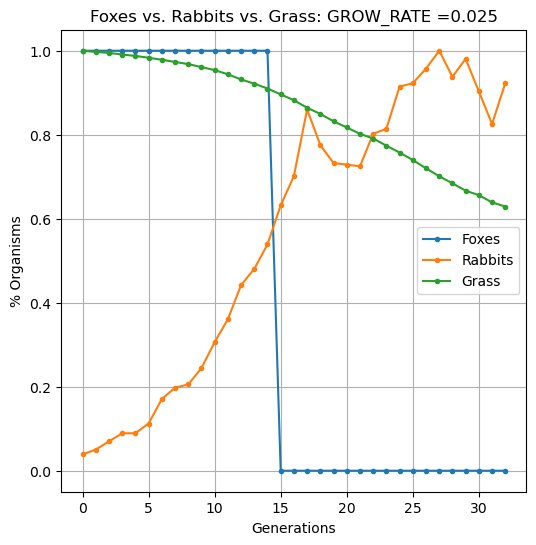 Foxes vs. Rabbits vs. Grass: GROW_RATE =0.025
% Organisms
1.0
0.8
0.6
0.4
0.2
0.0
Foxes
Rabbits
Grass
0 5 10 15 20 25 30
Generations